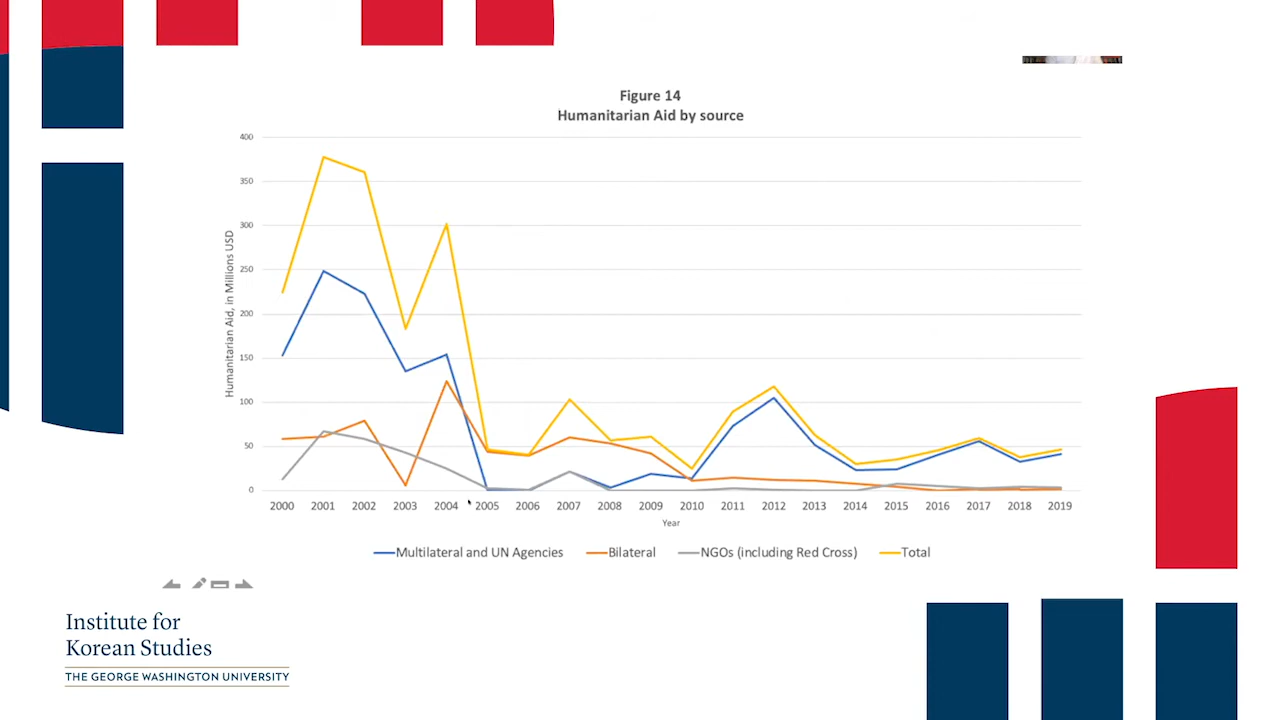 Figure 14
Humanitarian Aid by source
Humanitarian Aid, in Millions USD
400
350
300
250
200
150
100
50
0
2000 2001 2002 2003 2004 2005 2006 2007 2008 2009 2010 2011 2012 2013 2014 2015 2016 2017 2018 2019
Year
Multilateral and UN Agencies Bilateral NGOs (including Red Cross) Total
Institute for
Korean Studies
THE GEORGE WASHINGTON UNIVERSITY